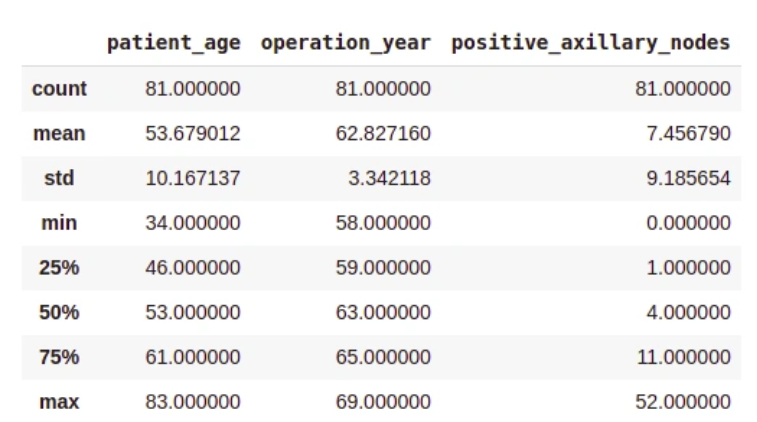 patient_age operation_year positive_axillary_nodes
count 81.000000 81.000000 81.000000
mean 53.679012 62.827160 7.456790
std 10.167137 3.342118 9.185654
min 34.000000 58.000000 0.000000
25% 46.000000 59.000000 1.000000
50% 53.000000 63.000000 4.000000
75% 61.000000 65.000000 11.000000
max 83.000000 69.000000 52.000000